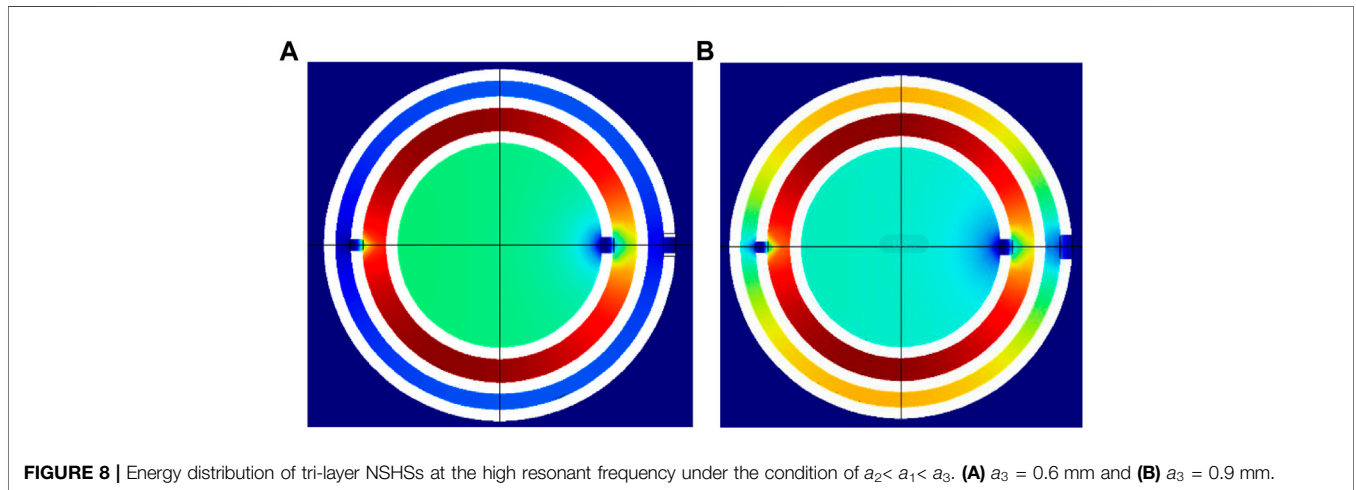 A
B
FIGURE 8 | Energy distribution of tri-layer NSHSs at the high resonant frequency under the condition of a₂< a₁< a₃. (A) a₃ = 0.6 mm and (B) a₃ = 0.9 mm.